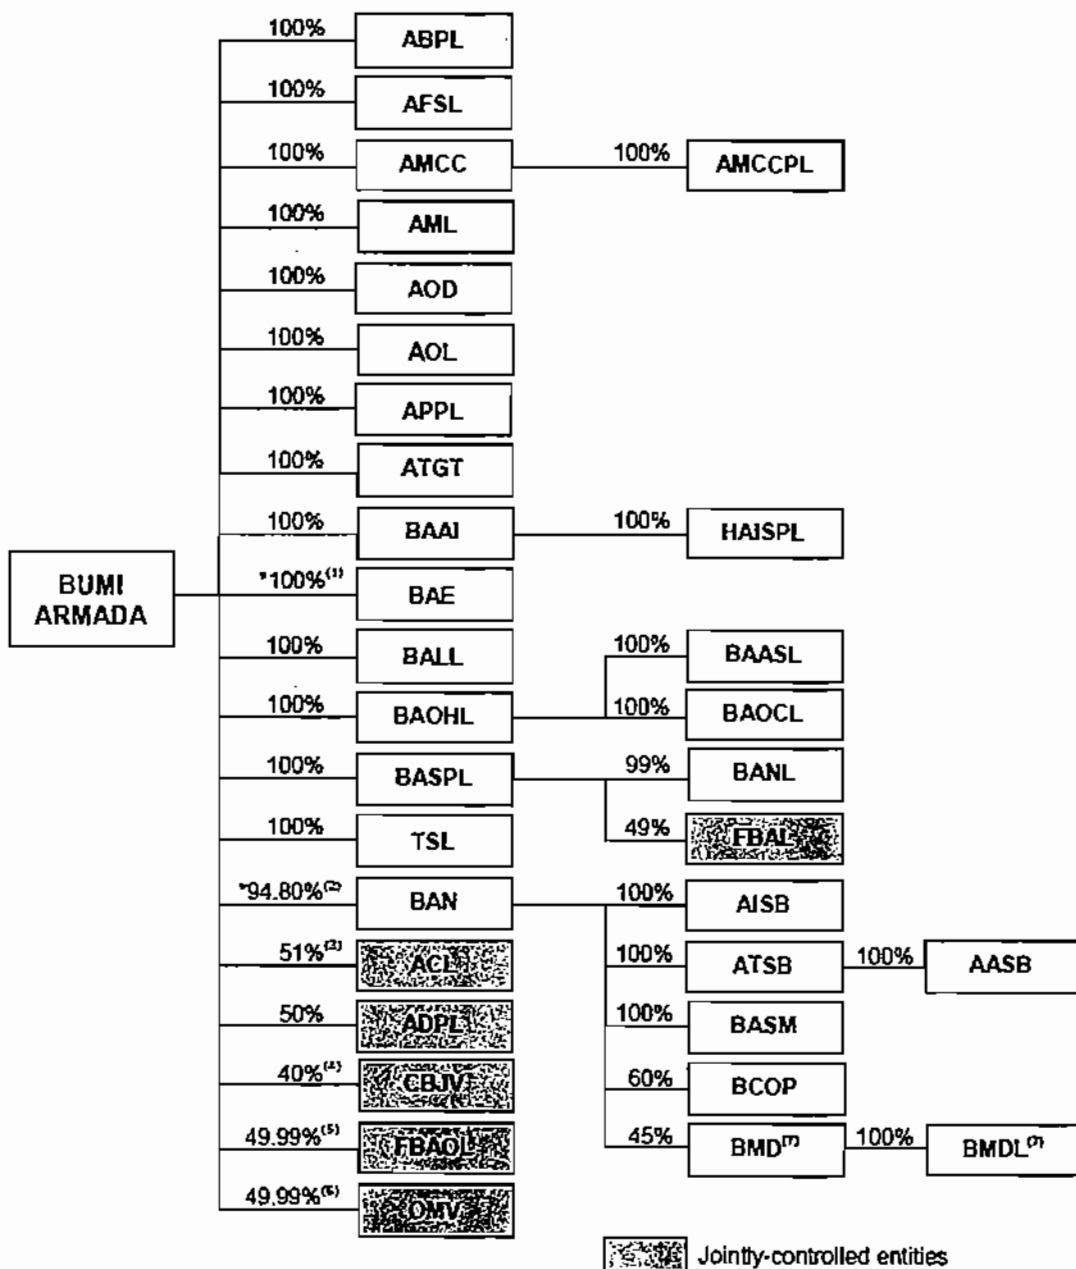 100% ABPL
100% AFSL
100% AMCC 100% AMCCPL
100% AML
100% AOD
100% AOL
100% APPL
100% ATGT
100% BAAI 100% HAISPL
BUMI
ARMADA
*100%(1) BAE
100% BALL
100% BAASL
100% BAOHL 100% BAOCL
100% BASPL 99% BANL
100% TSL 49% FBAL
*94.80%(2) BAN 100% AISB
51%(3) ACL 100% ATSB 100% AASB
50% ADPL 100% BASM
40%(4) CBJV 60% BCOP
49.99%(5) FBAOL 45% BMD(7) 100% BMDL(7)
49.99%(6) OMV
Jointly-controlled entities